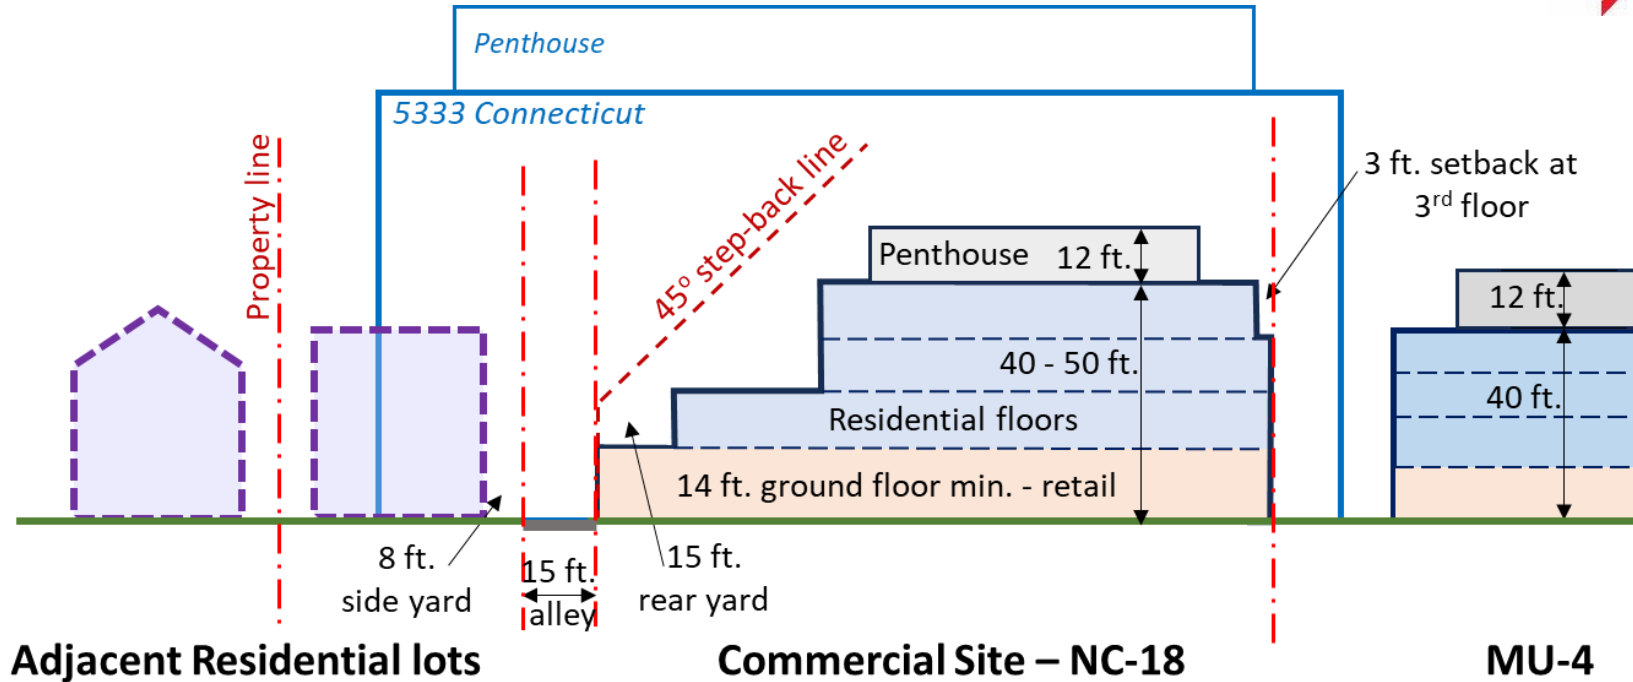 Penthouse
5333 Connecticut
Property line
45° step-back line
3 ft. setback at
3rd floor
Penthouse 12 ft.
12 ft.
40 - 50 ft.
40 ft.
Residential floors
14 ft. ground floor min. - retail
8 ft.
side yard
15 ft.
alley
15 ft.
rear yard
Adjacent Residential lots
Commercial Site – NC-18
MU-4